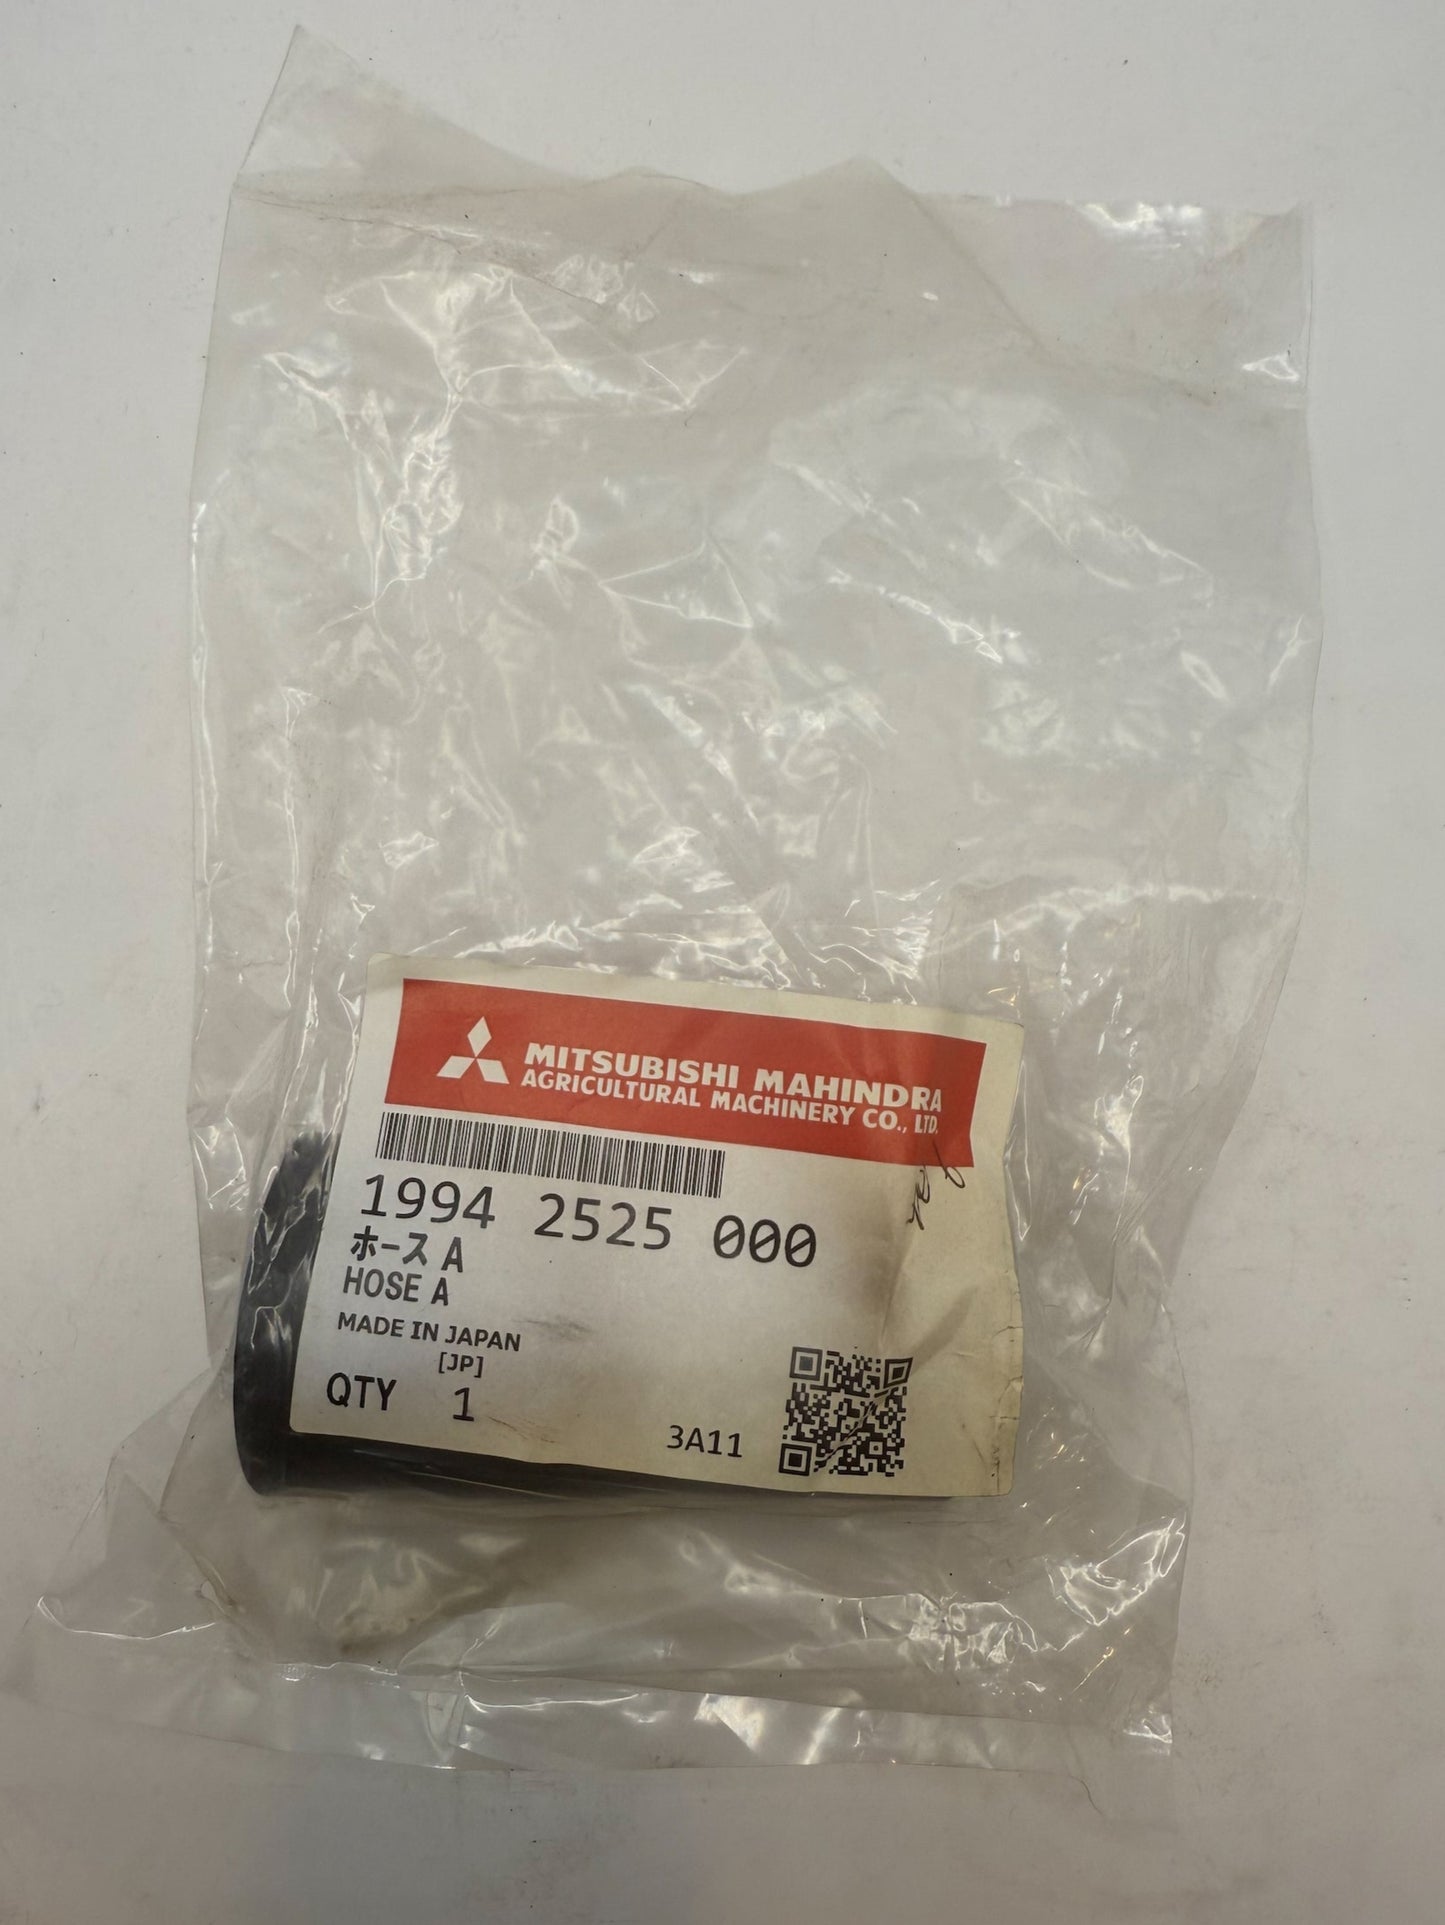 MITSUBISHI MAHINDRA
AGRICULTURAL MACHINERY CO., LTD.
1994 2525 000
ホース A
HOSE A
MADE IN JAPAN
[JP]
QTY 1
3A11